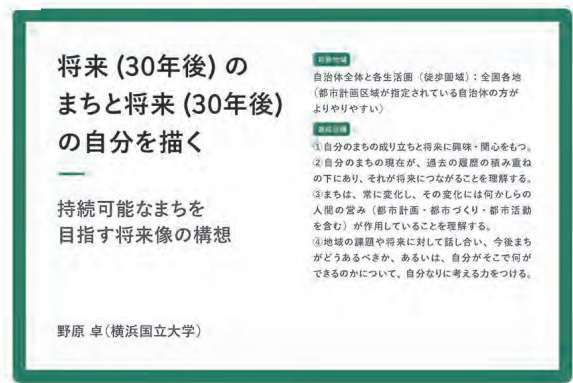 将来 (30年後) の
まちと将来 (30年後)
の自分を描く
持続可能なまちを
目指す将来像の構想
野原 卓(横浜国立大学)
自治体全体と各生活圏（徒歩圏域）：全国各地
（都市計画区域が指定されている自治体の方が
よりやりやすい）
達成目標
①自分のまちの成り立ちと将来に興味・関心をもつ。
②自分のまちの現在が、過去の履歴の積み重ね
の下にあり、それが将来につながることを理解する。
③まちは、常に変化し、その変化には何かしらの
人間の営み（都市計画・都市づくり・都市活動
を含む）が作用していることを理解する。
④地域の課題や将来に対して話し合い、今後まち
がどうあるべきか、あるいは、自分がそこで何が
できるのかについて、自分なりに考える力をつける。